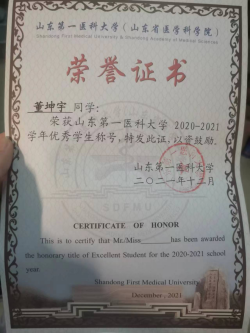 山东第一医科大学（山东省医学科学院）
Shandong First Medical University & Shandong Academy of Medical Sciences
荣誉证书
董坤宇 同学：
荣获山东第一医科大学 2020-2021
学年优秀学生称号，特发此证，以资鼓励。
山东第一医科大学
二〇二一年十二月
SDFMU
CERTIFICATE OF HONOR
This is to certify that Mr./Miss has been awarded
the honorary title of Excellent Student for the 2020-2021 school
year.
Shandong First Medical University
December , 2021